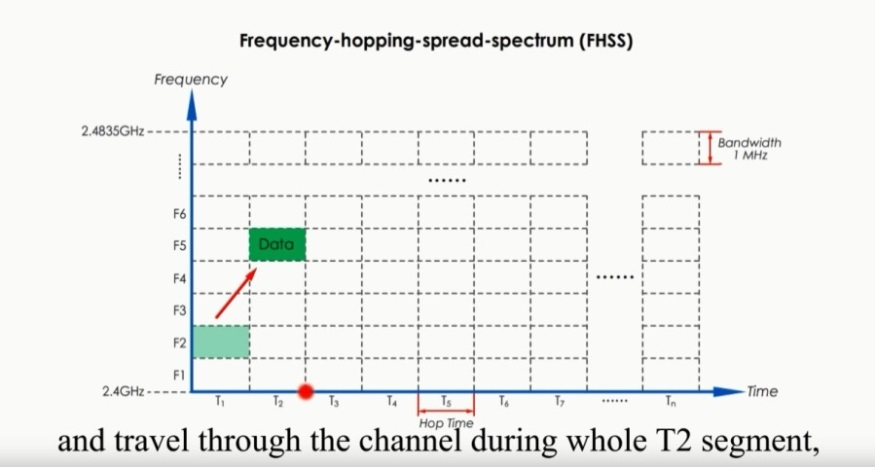 Frequency-hopping-spread-spectrum (FHSS)
Frequency
2.4835GHz
Bandwidth
1 MHz
......
F6
F5
Data
F4
......
F3
F2
F1
2.4GHz
Time
T1 T2 T3 T4 T5 T6 T7 ...... Tn
Hop Time
and travel through the channel during whole T2 segment,